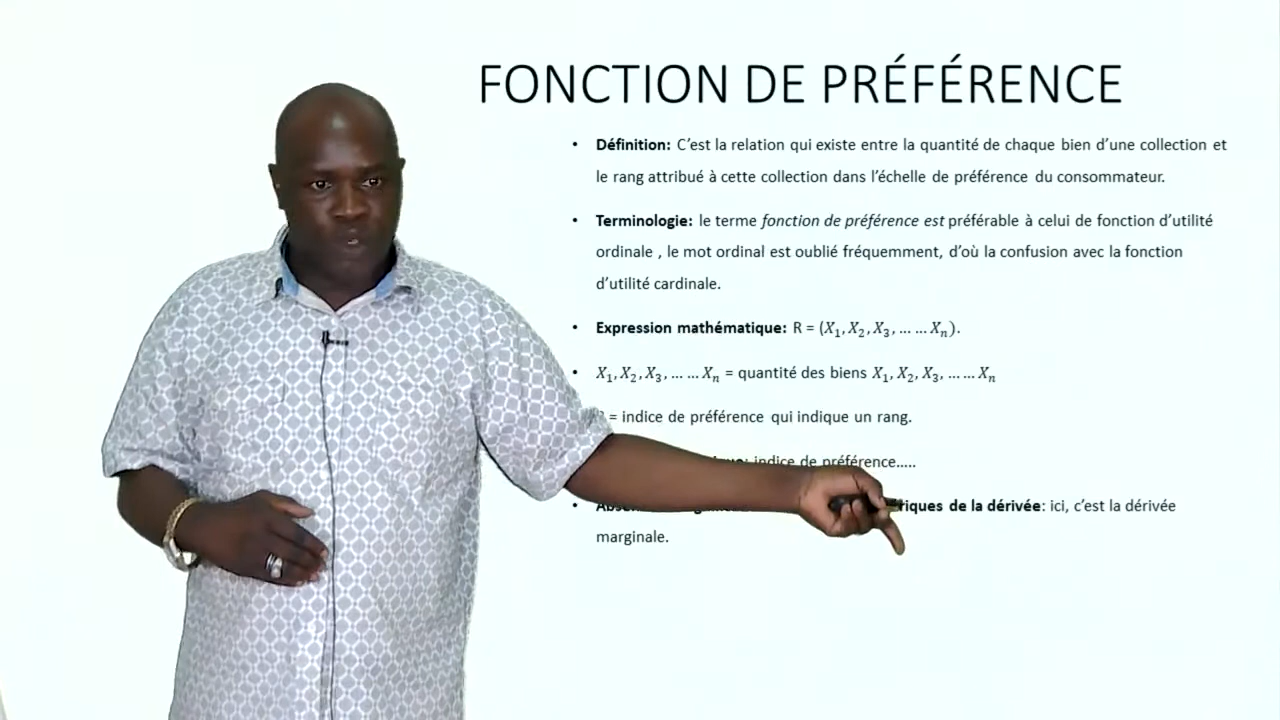 FONCTION DE PRÉFÉRENCE
• Définition: C'est la relation qui existe entre la quantité de chaque bien d'une collection et
le rang attribué à cette collection dans l'échelle de préférence du consommateur.
• Terminologie: le terme fonction de préférence est préférable à celui de fonction d'utilité
ordinale , le mot ordinal est oublié fréquemment, d'où la confusion avec la fonction
d'utilité cardinale.
• Expression mathématique: R = (X₁, X₂, X₃, ... ... Xₙ).
• X₁, X₂, X₃, ... ... Xₙ = quantité des biens X₁, X₂, X₃, ... ... Xₙ
= indice de préférence qui indique un rang.
indice de préférence.....
• de la dérivée: ici, c'est la dérivée
marginale.